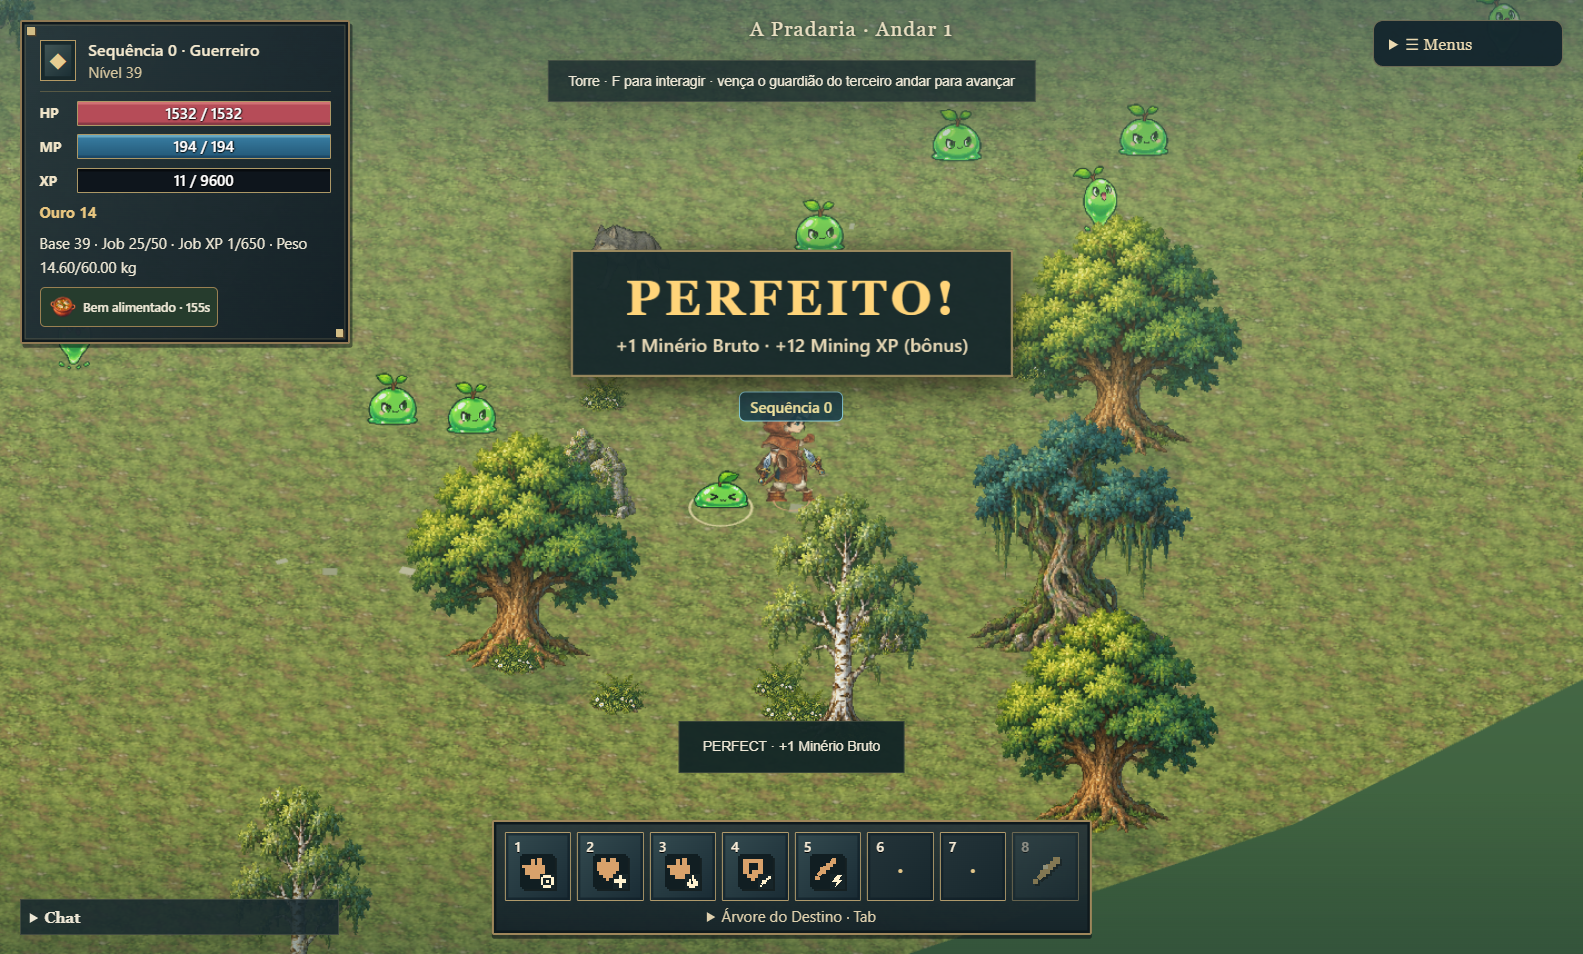 A Pradaria · Andar 1
Sequência 0 · Guerreiro
Nível 39
HP 1532 / 1532
MP 194 / 194
XP 11 / 9600
Ouro 14
Base 39 · Job 25/50 · Job XP 1/650 · Peso
14.60/60.00 kg
Bem alimentado · 155s
Torre · F para interagir · vença o guardião do terceiro andar para avançar
▶ ☰ Menus
PERFEITO!
+1 Minério Bruto · +12 Mining XP (bônus)
Sequência 0
PERFECT · +1 Minério Bruto
1 2 3 4 5 6 7 8
▶ Árvore do Destino · Tab
▶ Chat